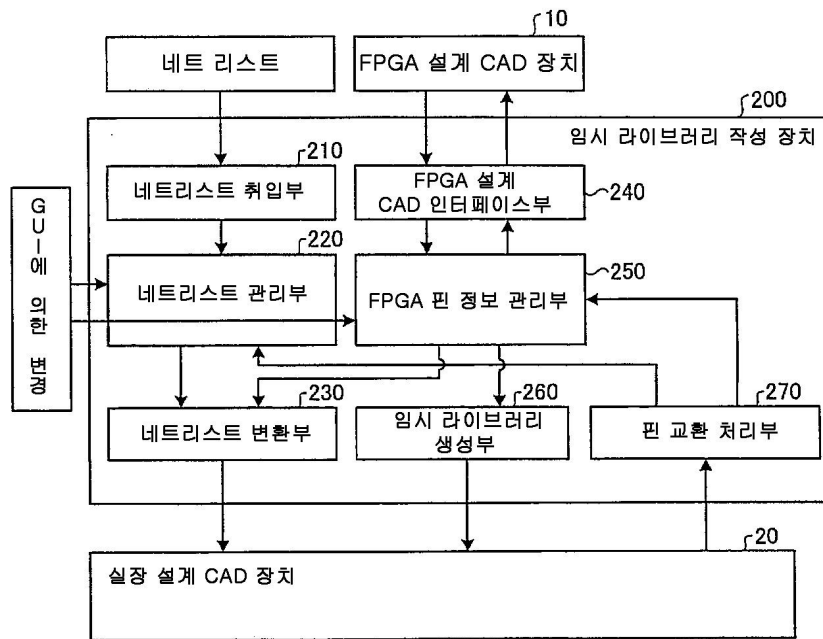 10
네트 리스트
FPGA 설계 CAD 장치
200
임시 라이브러리 작성 장치
210
네트리스트 취입부
FPGA 설계
CAD 인터페이스부
240
GUI에 의한 변경
220
네트리스트 관리부
250
FPGA 핀 정보 관리부
230
네트리스트 변환부
260
임시 라이브러리
생성부
270
핀 교환 처리부
20
실장 설계 CAD 장치